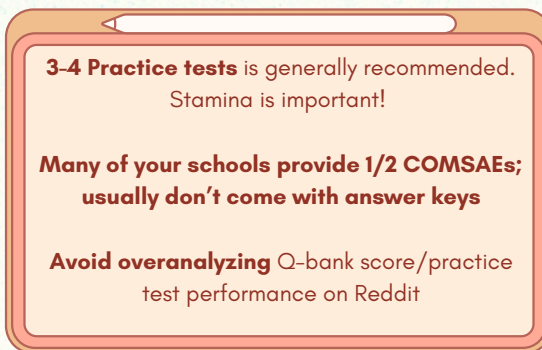 3-4 Practice tests is generally recommended.
Stamina is important!
Many of your schools provide 1/2 COMSAEs;
usually don't come with answer keys
Avoid overanalyzing Q-bank score/practice
test performance on Reddit